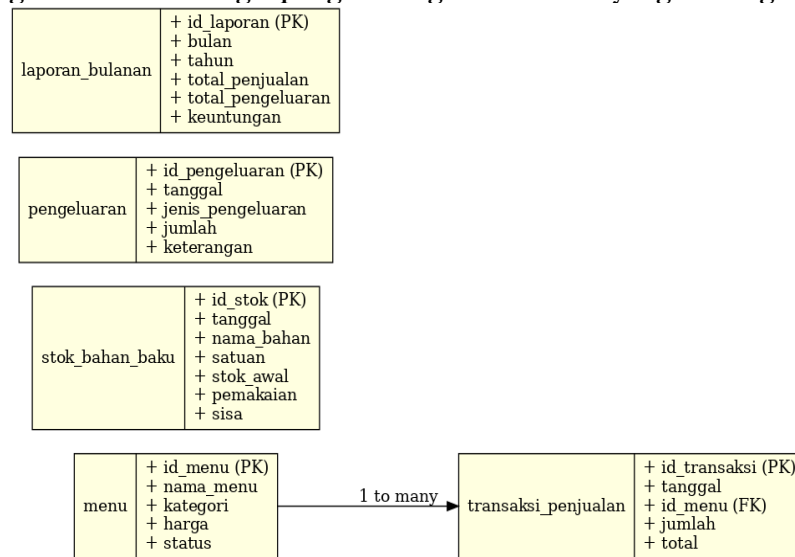 laporan_bulanan
+ id_laporan (PK)
+ bulan
+ tahun
+ total_penjualan
+ total_pengeluaran
+ keuntungan
pengeluaran
+ id_pengeluaran (PK)
+ tanggal
+ jenis_pengeluaran
+ jumlah
+ keterangan
stok_bahan_baku
+ id_stok (PK)
+ tanggal
+ nama_bahan
+ satuan
+ stok_awal
+ pemakaian
+ sisa
menu
+ id_menu (PK)
+ nama_menu
+ kategori
+ harga
+ status
1 to many
transaksi_penjualan
+ id_transaksi (PK)
+ tanggal
+ id_menu (FK)
+ jumlah
+ total